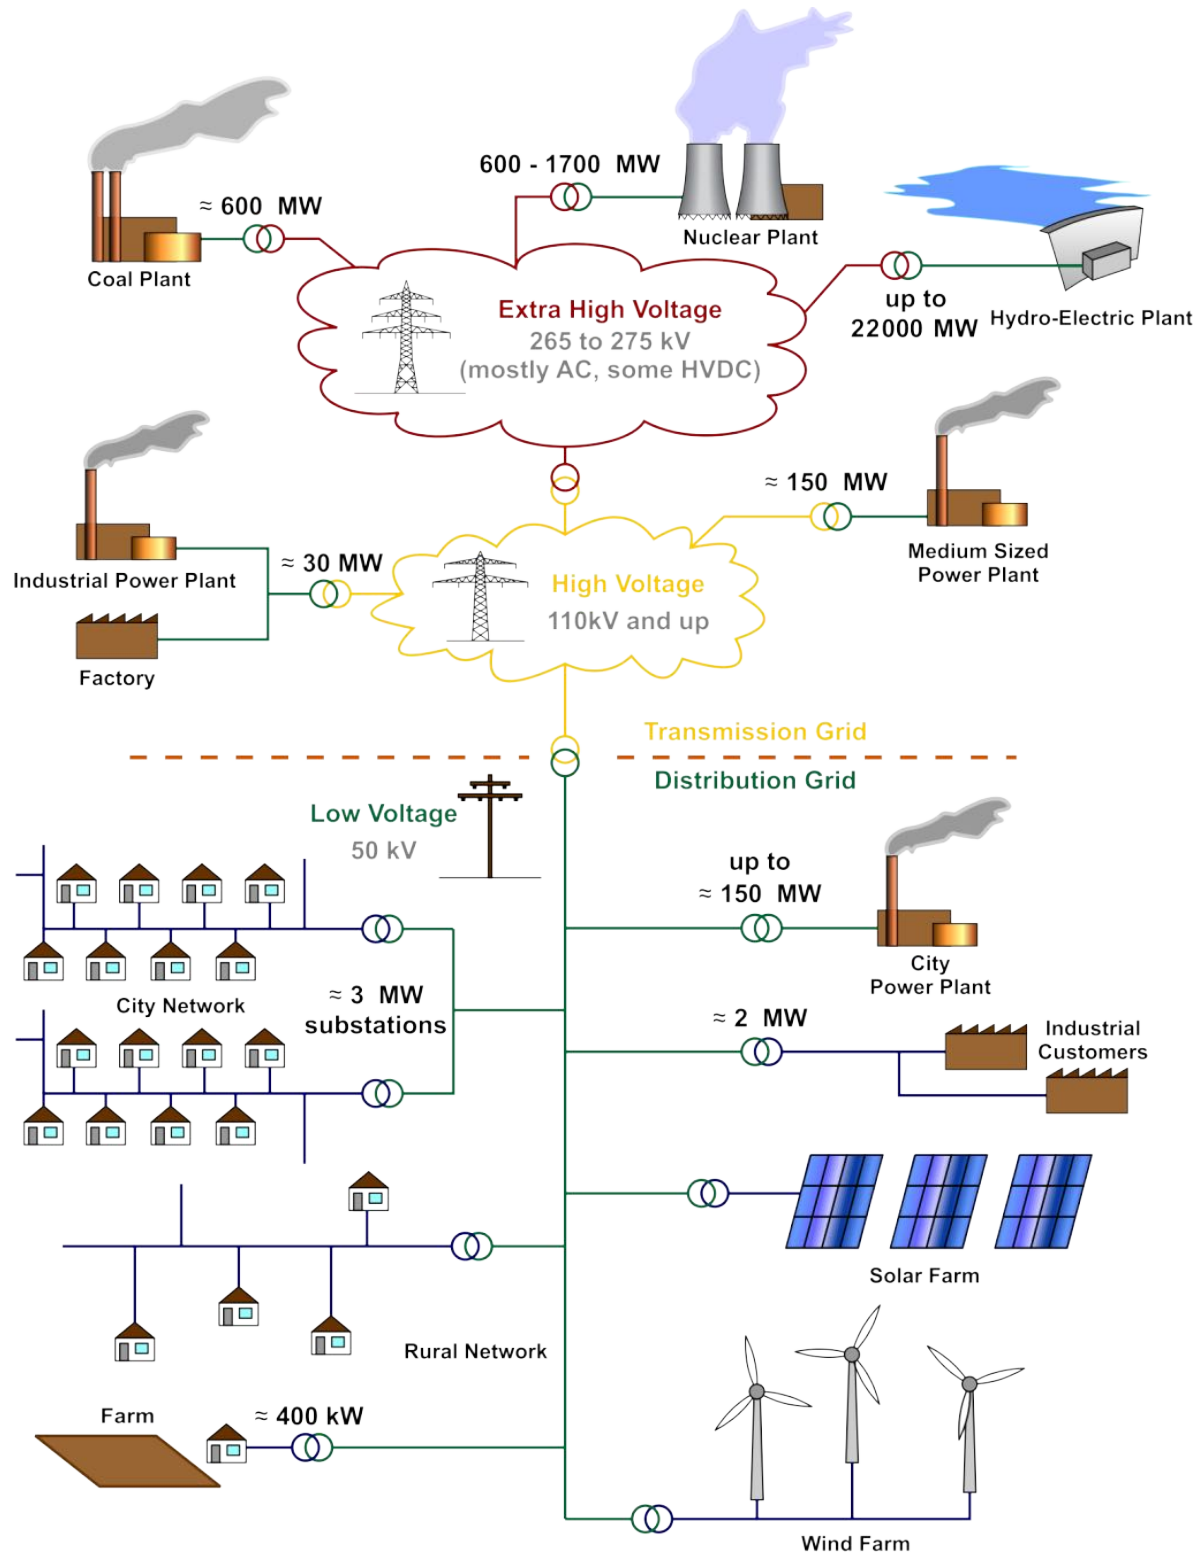 600 - 1700 MW
Nuclear Plant
≈ 600 MW
Coal Plant
up to
22000 MW
Hydro-Electric Plant
Extra High Voltage
265 to 275 kV
(mostly AC, some HVDC)
≈ 150 MW
Medium Sized
Power Plant
Industrial Power Plant
≈ 30 MW
Factory
High Voltage
110kV and up
Transmission Grid
Distribution Grid
Low Voltage
50 kV
up to
≈ 150 MW
City
Power Plant
City Network
≈ 3 MW
substations
≈ 2 MW
Industrial
Customers
Solar Farm
Rural Network
Farm
≈ 400 kW
Wind Farm